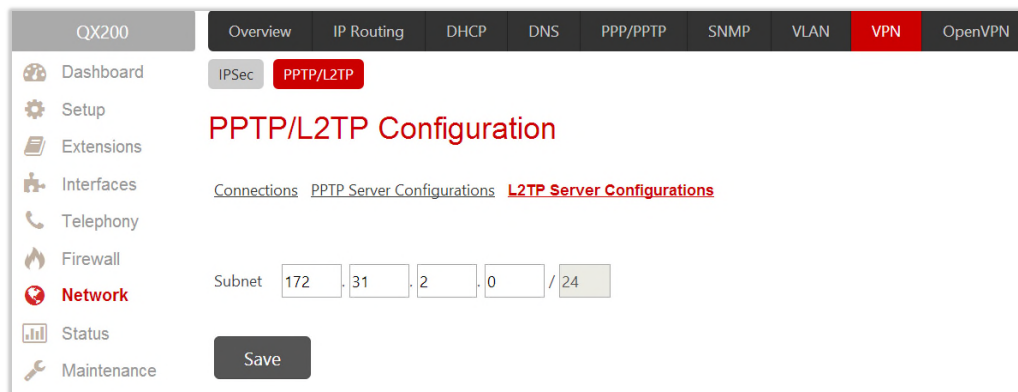 QX200 Overview IP Routing DHCP DNS PPP/PPTP SNMP VLAN VPN OpenVPN
Dashboard IPSec PPTP/L2TP
Setup
PPTP/L2TP Configuration
Extensions
Interfaces Connections PPTP Server Configurations L2TP Server Configurations
Telephony
Firewall
Subnet 172 . 31 . 2 . 0 / 24
Network
Status
Save
Maintenance